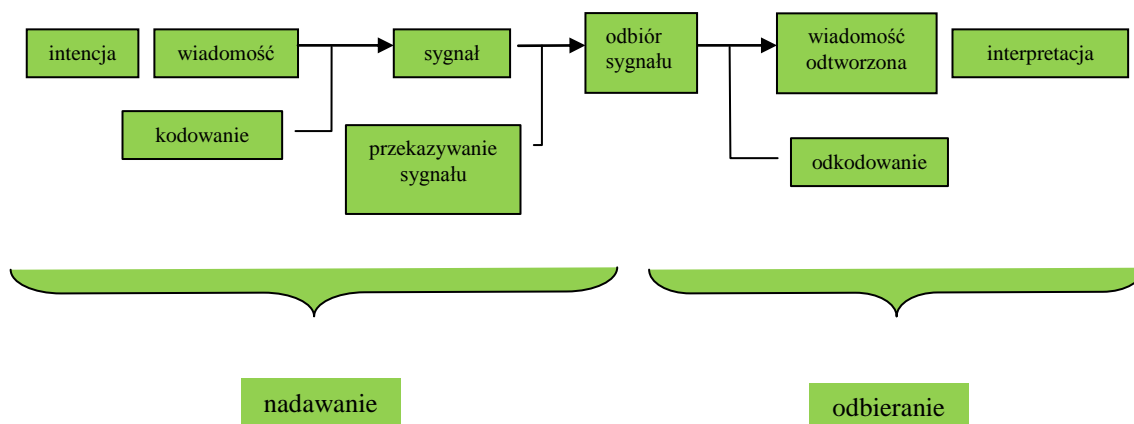 intencja
wiadomość
sygnał
odbiór
sygnału
wiadomość
odtworzona
interpretacja
kodowanie
przekazywanie
sygnału
odkodowanie
nadawanie
odbieranie